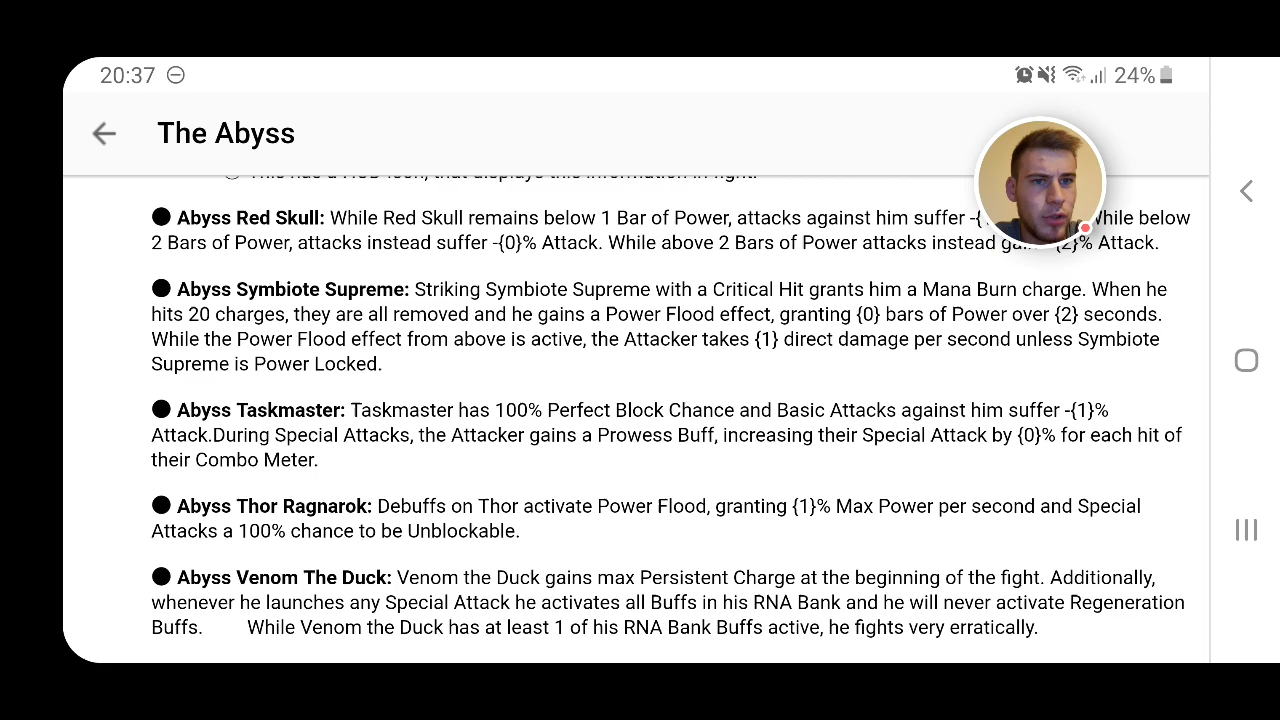 20:37
24%
The Abyss
● Abyss Red Skull: While Red Skull remains below 1 Bar of Power, attacks against him suffer -{ While below
2 Bars of Power, attacks instead suffer -{0}% Attack. While above 2 Bars of Power attacks instead {2}% Attack.
● Abyss Symbiote Supreme: Striking Symbiote Supreme with a Critical Hit grants him a Mana Burn charge. When he
hits 20 charges, they are all removed and he gains a Power Flood effect, granting {0} bars of Power over {2} seconds.
While the Power Flood effect from above is active, the Attacker takes {1} direct damage per second unless Symbiote
Supreme is Power Locked.
● Abyss Taskmaster: Taskmaster has 100% Perfect Block Chance and Basic Attacks against him suffer -{1}%
Attack.During Special Attacks, the Attacker gains a Prowess Buff, increasing their Special Attack by {0}% for each hit of
their Combo Meter.
● Abyss Thor Ragnarok: Debuffs on Thor activate Power Flood, granting {1}% Max Power per second and Special
Attacks a 100% chance to be Unblockable.
● Abyss Venom The Duck: Venom the Duck gains max Persistent Charge at the beginning of the fight. Additionally,
whenever he launches any Special Attack he activates all Buffs in his RNA Bank and he will never activate Regeneration
Buffs. While Venom the Duck has at least 1 of his RNA Bank Buffs active, he fights very erratically.